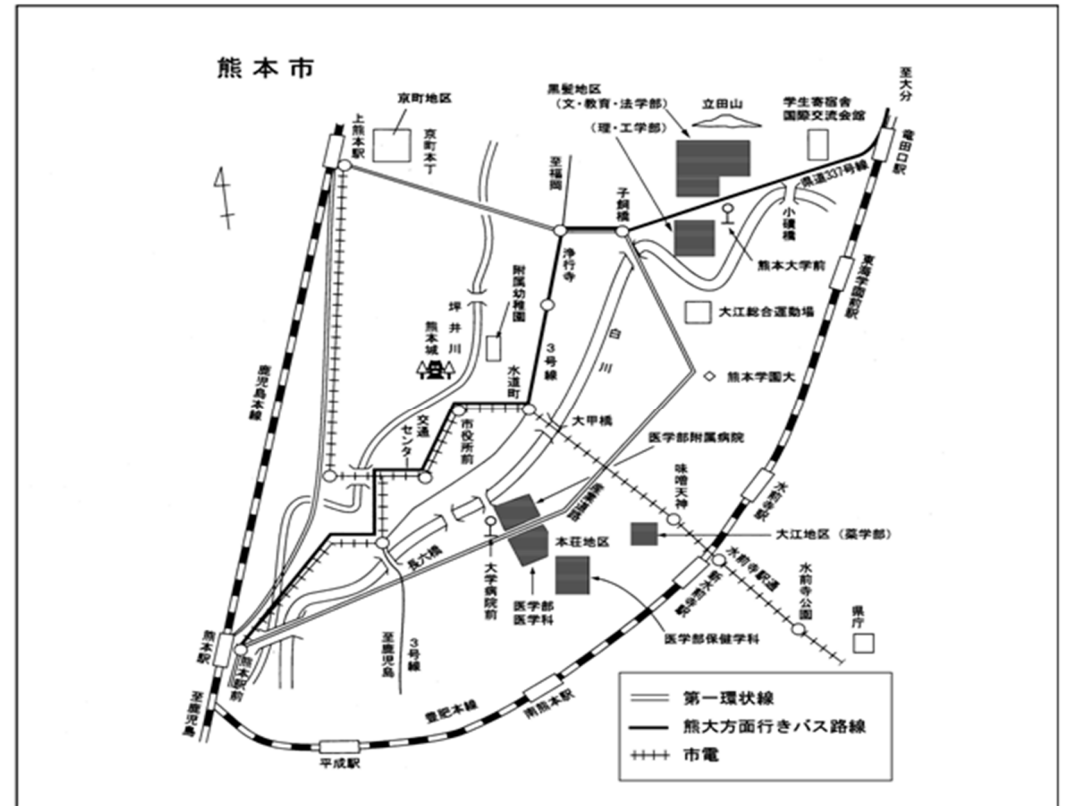 熊本市
京町地区
上熊本駅
京町本丁
至福岡
黒髪地区
(文・教育・法学部)
(理・工学部)
立田山
学生寄宿舎
国際交流会館
至大分
竜田口駅
県道337号線
子飼橋
小磧橋
浄行寺
熊本大学前
東海学園前駅
附属幼稚園
坪井川
熊本城
大江総合運動場
3号線
白川
水道町
熊本学園大
鹿児島本線
交通
センター
市役所前
大甲橋
医学部附属病院
味噌天神
水前寺駅
産業道路
大江地区(薬学部)
本荘地区
長六橋
大学病院前
医学部
医学科
水前寺駅通
新水前寺駅
水前寺公園
県庁
医学部保健学科
熊本駅
熊本駅前
至鹿児島
3号線
至鹿児島
豊肥本線
南熊本駅
平成駅
第一環状線
熊大方面行きバス路線
市電